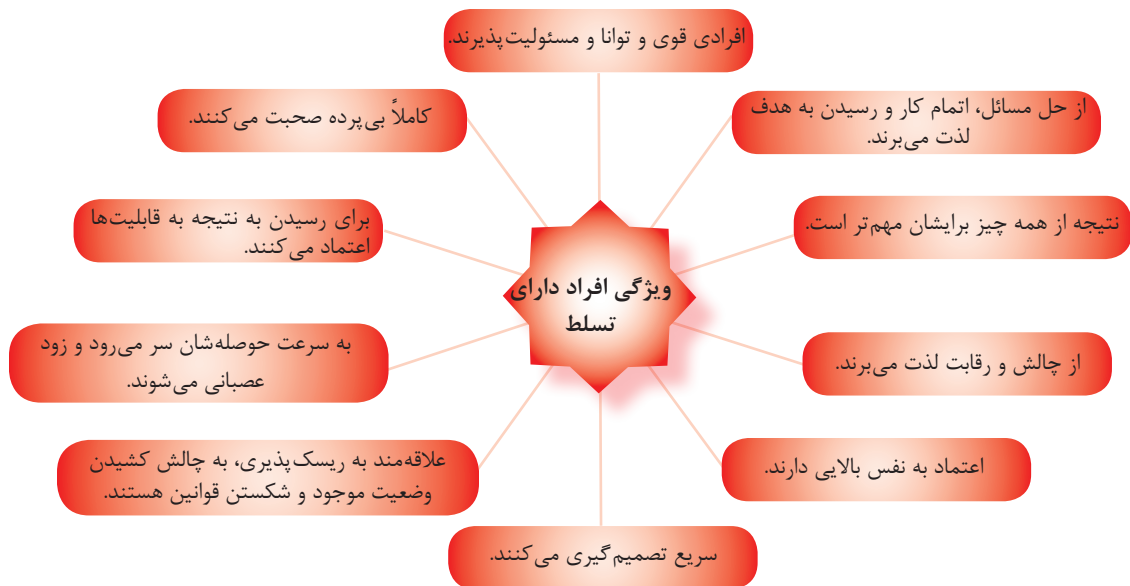 افرادی قوی و توانا و مسئولیت‌پذیرند.
از حل مسائل، اتمام کار و رسیدن به هدف
لذت می‌برند.
کاملاً بی‌پرده صحبت می‌کنند.
نتیجه از همه چیز برایشان مهم‌تر است.
برای رسیدن به نتیجه به قابلیت‌ها
اعتماد می‌کنند.
ویژگی افراد دارای
تسلط
از چالش و رقابت لذت می‌برند.
به سرعت حوصله‌شان سر می‌رود و زود
عصبانی می‌شوند.
اعتماد به نفس بالایی دارند.
علاقه‌مند به ریسک‌پذیری، به چالش کشیدن
وضعیت موجود و شکستن قوانین هستند.
سریع تصمیم‌گیری می‌کنند.